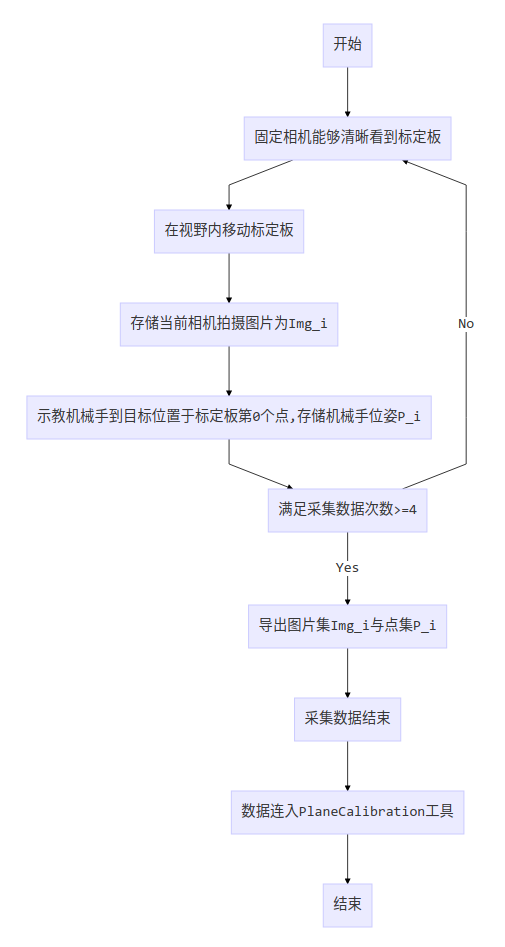 开始
固定相机能够清晰看到标定板
在视野内移动标定板
存储当前相机拍摄图片为Img_i
No
示教机械手到目标位置于标定板第0个点,存储机械手位姿P_i
满足采集数据次数>=4
Yes
导出图片集Img_i与点集P_i
采集数据结束
数据连入PlaneCalibration工具
结束